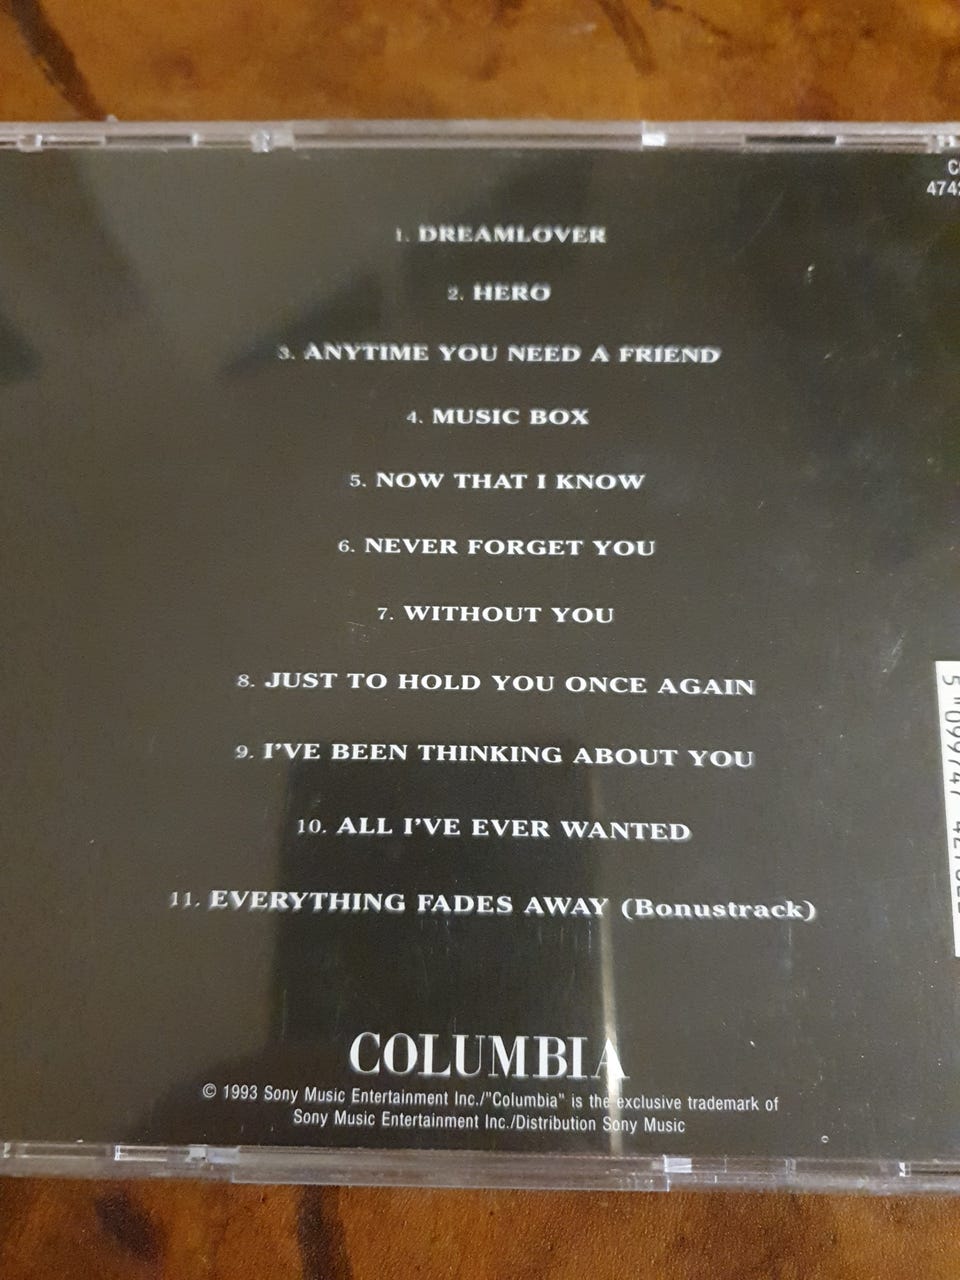 1. DREAMLOVER
2. HERO
3. ANYTIME YOU NEED A FRIEND
4. MUSIC BOX
5. NOW THAT I KNOW
6. NEVER FORGET YOU
7. WITHOUT YOU
8. JUST TO HOLD YOU ONCE AGAIN
9. I'VE BEEN THINKING ABOUT YOU
10. ALL I'VE EVER WANTED
11. EVERYTHING FADES AWAY (Bonustrack)
COLUMBIA
© 1993 Sony Music Entertainment Inc./"Columbia" is the exclusive trademark of
Sony Music Entertainment Inc./Distribution Sony Music
5 099747